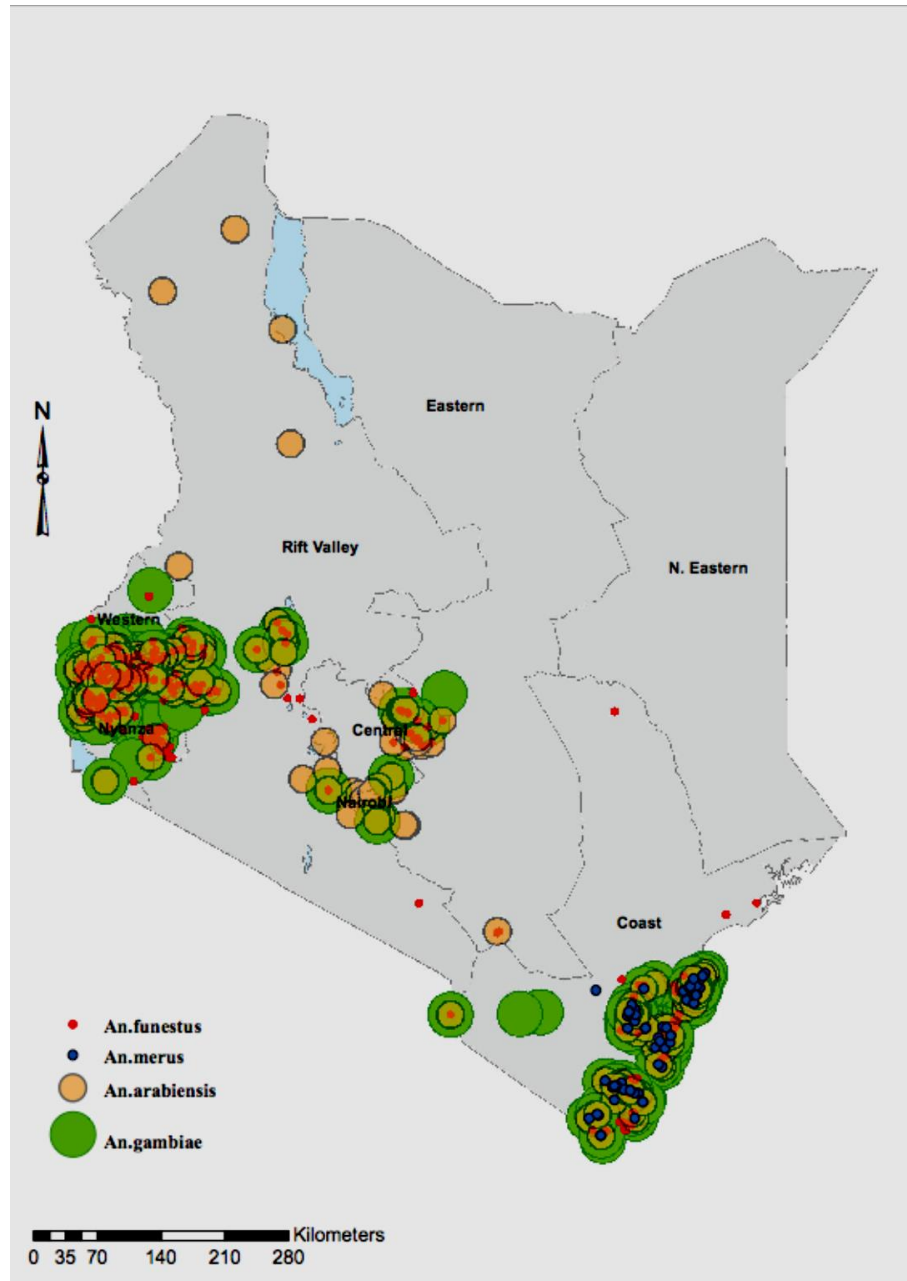 Eastern
N
Rift Valley
N. Eastern
Western
Nyanza
Central
Nairobi
Coast
An.funestus
An.merus
An.arabiensis
An.gambiae
Kilometers
0 35 70 140 210 280